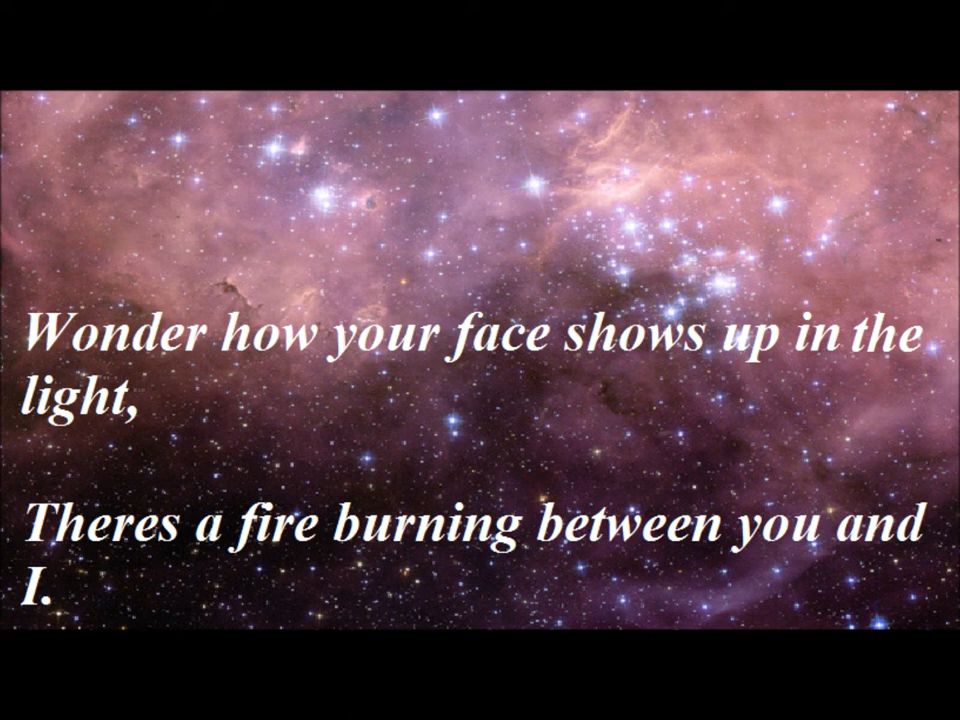 Wonder how your face shows up in the
light,
Theres a fire burning between you and
I.